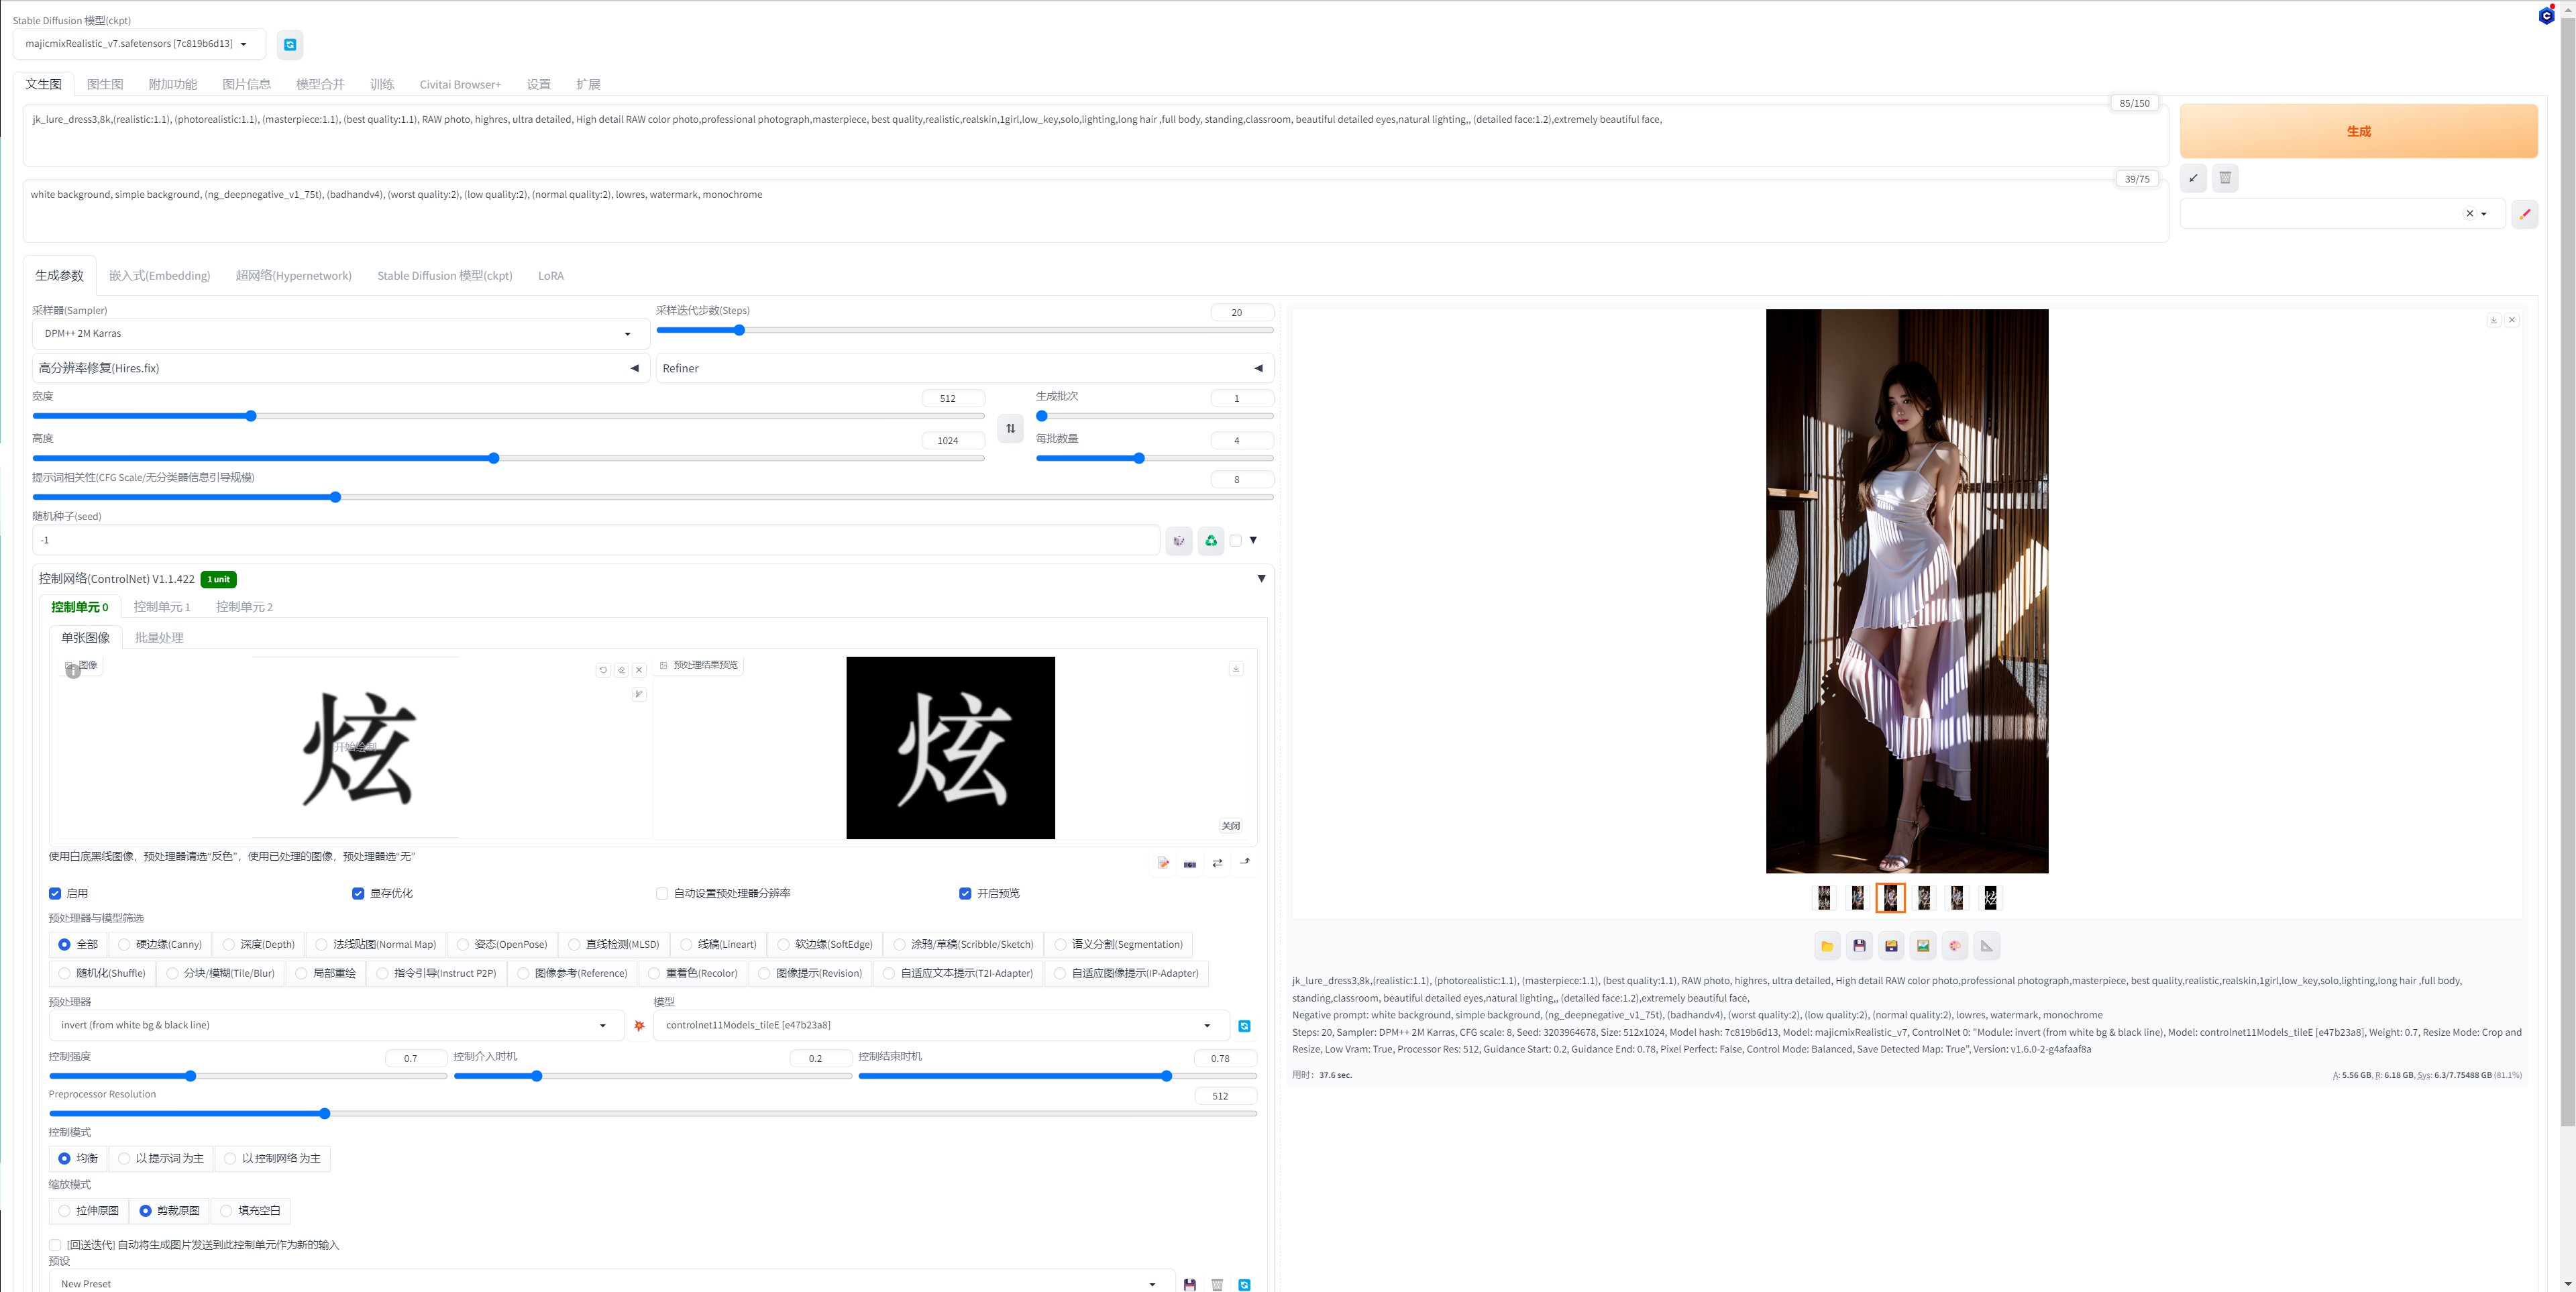 Stable Diffusion 模型(ckpt)
majicmixRealistic_v7.safetensors [7c819b6d13]
文生图 图生图 附加功能 图片信息 模型合并 训练 Civitai Browser+ 设置 扩展
85/150
jk_lure_dress3,8k,(realistic:1.1), (photorealistic:1.1), (masterpiece:1.1), (best quality:1.1), RAW photo, highres, ultra detailed, High detail RAW color photo,professional photograph,masterpiece, best quality,realistic,realskin,1girl,low_key,solo,lighting,long hair ,full body, standing,classroom, beautiful detailed eyes,natural lighting,, (detailed face:1.2),extremely beautiful face,
生成
39/75
white background, simple background, (ng_deepnegative_v1_75t), (badhandv4), (worst quality:2), (low quality:2), (normal quality:2), lowres, watermark, monochrome
生成参数 嵌入式(Embedding) 超网络(Hypernetwork) Stable Diffusion 模型(ckpt) LoRA
采样器(Sampler)
DPM++ 2M Karras
采样迭代步数(Steps)
20
高分辨率修复(Hires.fix)
Refiner
宽度
512
生成批次
1
高度
1024
每批数量
4
提示词相关性(CFG Scale/无分类器信息引导规模)
8
随机种子(seed)
-1
控制网络(ControlNet) V1.1.422 1 unit
控制单元 0 控制单元 1 控制单元 2
单张图像 批量处理
图像
预处理结果预览
炫
开始绘制
炫
关闭
使用白底黑线图像，预处理器请选“反色”，使用已处理的图像，预处理器选“无”
启用 显存优化 自动设置预处理器分辨率 开启预览
预处理器与模型筛选
全部 硬边缘(Canny) 深度(Depth) 法线贴图(Normal Map) 姿态(OpenPose) 直线检测(MLSD) 线稿(Lineart) 软边缘(SoftEdge) 涂鸦/草稿(Scribble/Sketch) 语义分割(Segmentation)
随机化(Shuffle) 分块/模糊(Tile/Blur) 局部重绘 指令引导(Instruct P2P) 图像参考(Reference) 重着色(Recolor) 图像提示(Revision) 自适应文本提示(T2I-Adapter) 自适应图像提示(IP-Adapter)
预处理器
invert (from white bg & black line)
模型
controlnet11Models_tileE [e47b23a8]
控制强度
0.7
控制介入时机
0.2
控制结束时机
0.78
Preprocessor Resolution
512
控制模式
均衡 以 提示词 为主 以 控制网络 为主
缩放模式
拉伸原图 剪裁原图 填充空白
[回送迭代] 自动将生成图片发送到此控制单元作为新的输入
预设
New Preset
jk_lure_dress3,8k,(realistic:1.1), (photorealistic:1.1), (masterpiece:1.1), (best quality:1.1), RAW photo, highres, ultra detailed, High detail RAW color photo,professional photograph,masterpiece, best quality,realistic,realskin,1girl,low_key,solo,lighting,long hair ,full body,
standing,classroom, beautiful detailed eyes,natural lighting,, (detailed face:1.2),extremely beautiful face,
Negative prompt: white background, simple background, (ng_deepnegative_v1_75t), (badhandv4), (worst quality:2), (low quality:2), (normal quality:2), lowres, watermark, monochrome
Steps: 20, Sampler: DPM++ 2M Karras, CFG scale: 8, Seed: 3203964678, Size: 512x1024, Model hash: 7c819b6d13, Model: majicmixRealistic_v7, ControlNet 0: "Module: invert (from white bg & black line), Model: controlnet11Models_tileE [e47b23a8], Weight: 0.7, Resize Mode: Crop and
Resize, Low Vram: True, Processor Res: 512, Guidance Start: 0.2, Guidance End: 0.78, Pixel Perfect: False, Control Mode: Balanced, Save Detected Map: True", Version: v1.6.0-2-g4afaaf8a
用时：37.6 sec.
A: 5.56 GB, R: 6.18 GB, Sys: 6.3/7.75488 GB (81.1%)